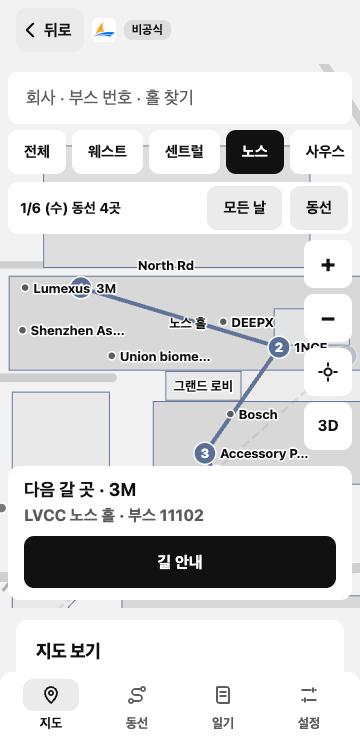 뒤로
비공식
회사 · 부스 번호 · 홀 찾기
전체 웨스트 센트럴 노스 사우스
1/6 (수) 동선 4곳 모든 날 동선
North Rd
Lumexus 3M
노스 홀 DEEPX
Shenzhen As...
2 1NCE
Union biome...
그랜드 로비
Bosch
3 Accessory P...
3D
다음 갈 곳 · 3M
LVCC 노스 홀 · 부스 11102
길 안내
지도 보기
지도 동선 일기 설정